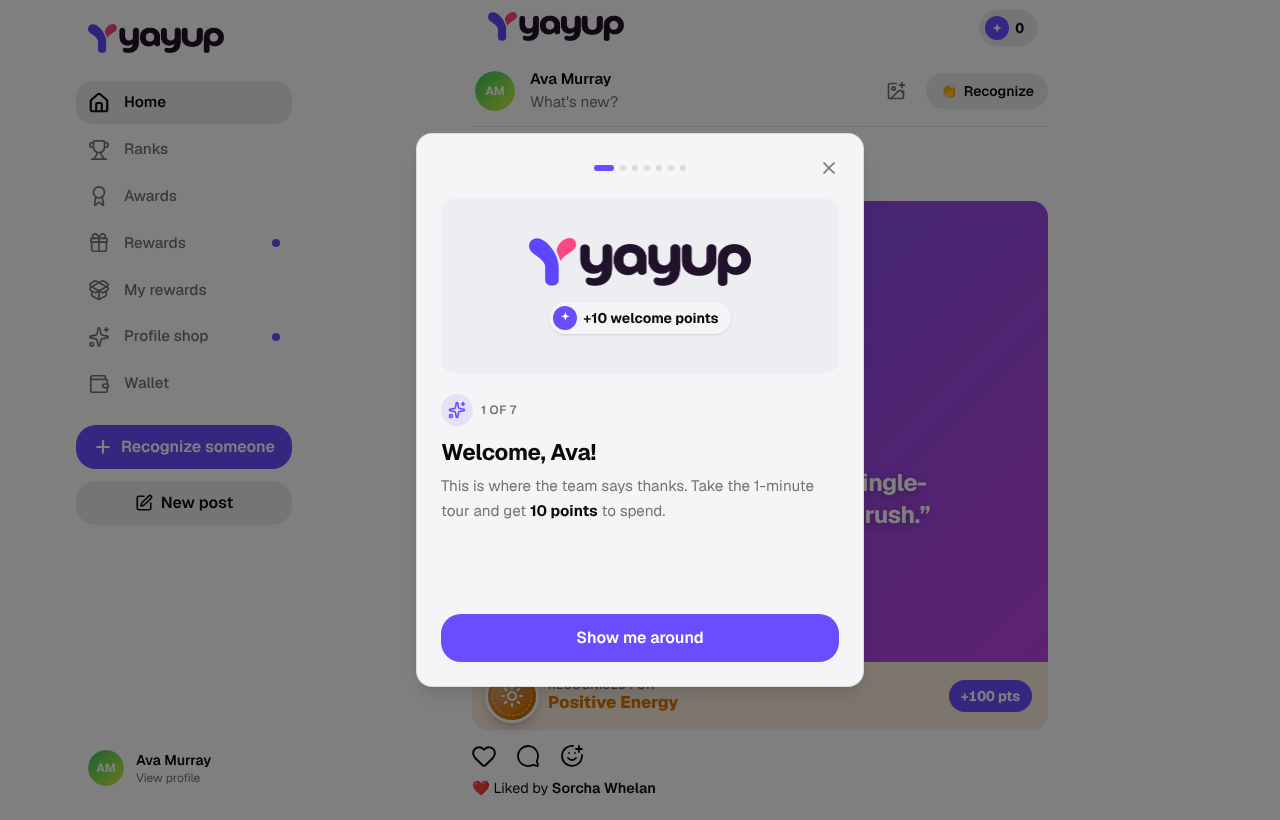 yayup
Home
Ranks
Awards
Rewards
My rewards
Profile shop
Wallet
Recognize someone
New post
AM
Ava Murray
View profile
yayup
0
AM
Ava Murray
What's new?
👏 Recognize
yayup
+10 welcome points
1 OF 7
Welcome, Ava!
This is where the team says thanks. Take the 1-minute
tour and get 10 points to spend.
Show me around
ingle-
rush.”
Positive Energy
+100 pts
❤️ Liked by Sorcha Whelan